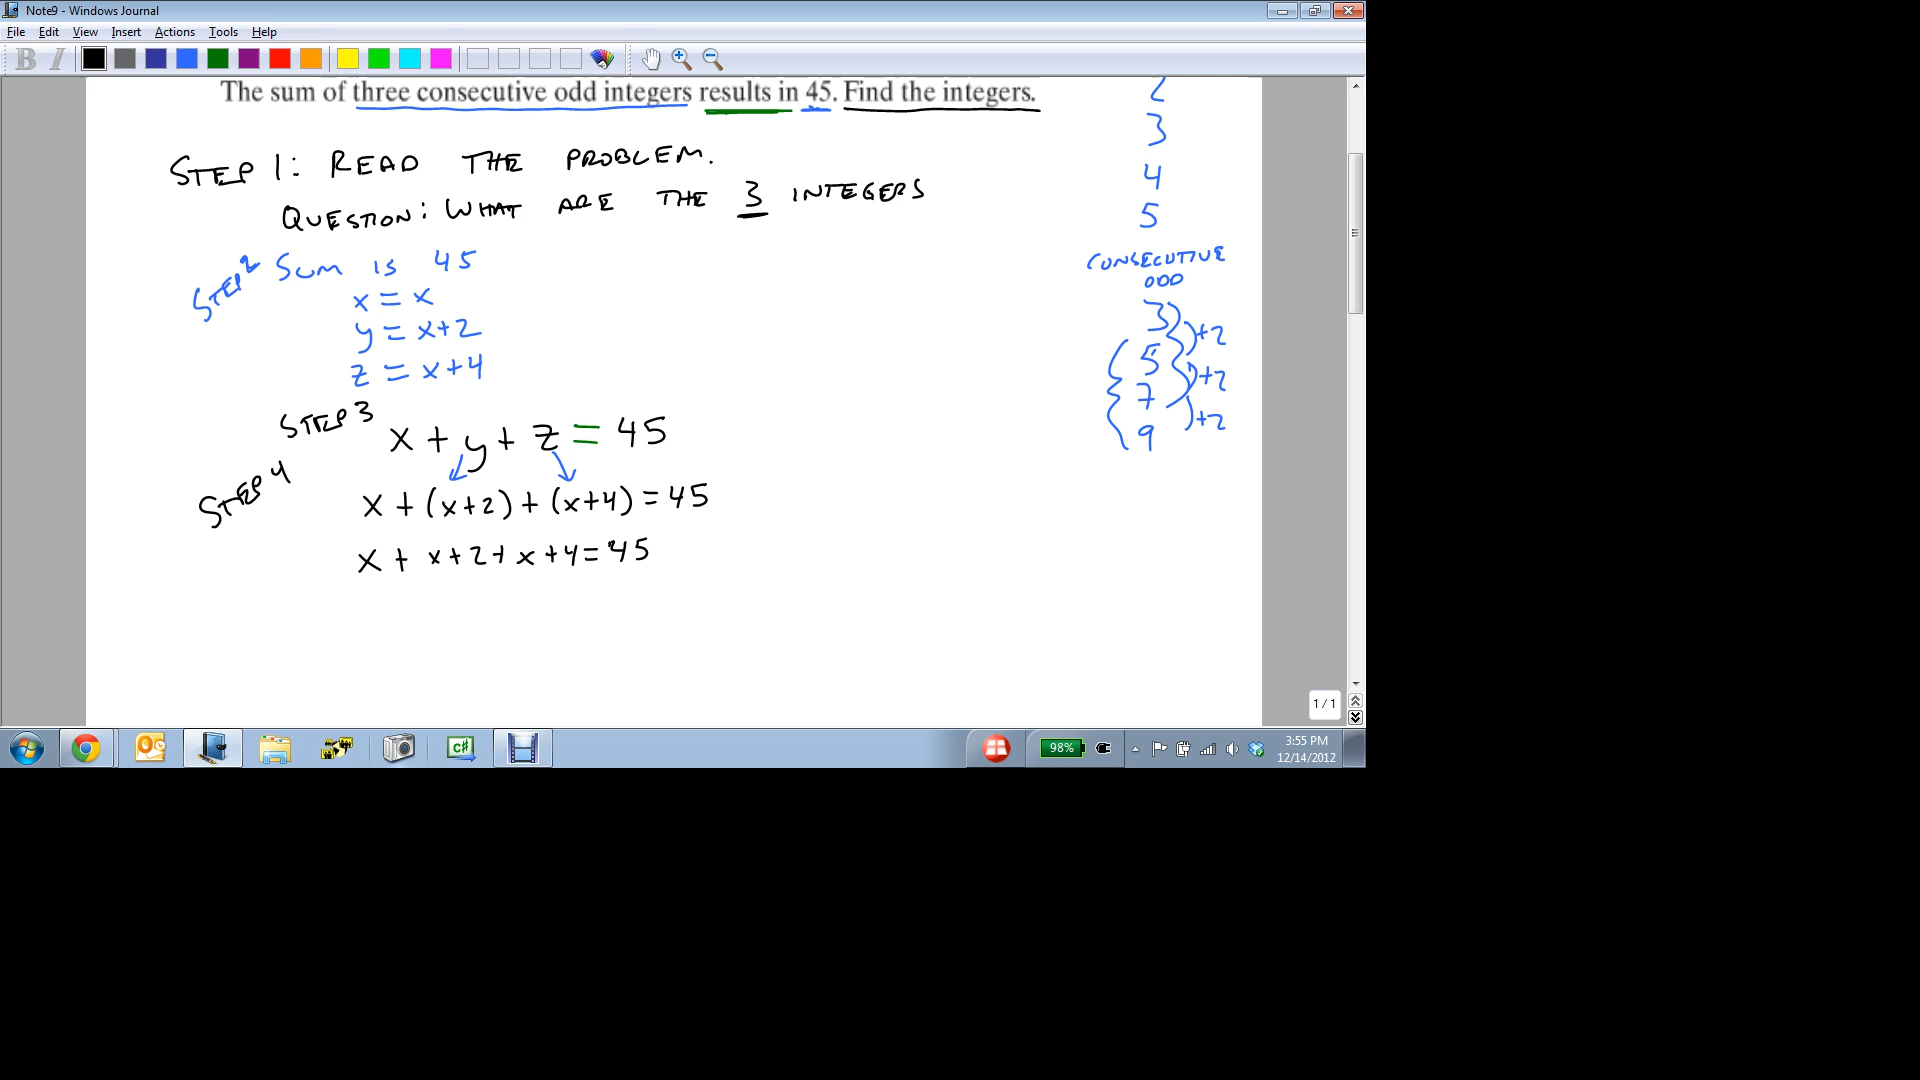 Note9 - Windows Journal
File Edit View Insert Actions Tools Help
B I
The sum of three consecutive odd integers results in 45. Find the integers.
STEP 1: READ THE PROBLEM.
QUESTION: WHAT ARE THE 3 INTEGERS
STEP 2 Sum is 45
x = x
y = x+2
z = x+4
STEP 3 x + y + z = 45
STEP 4
x + (x+2) + (x+4) = 45
x + x+2+ x+4=45
2
3
4
5
CONSECUTIVE
ODD
3
+2
5
+2
7
+2
9
1 / 1
C#
98%
3:55 PM
12/14/2012